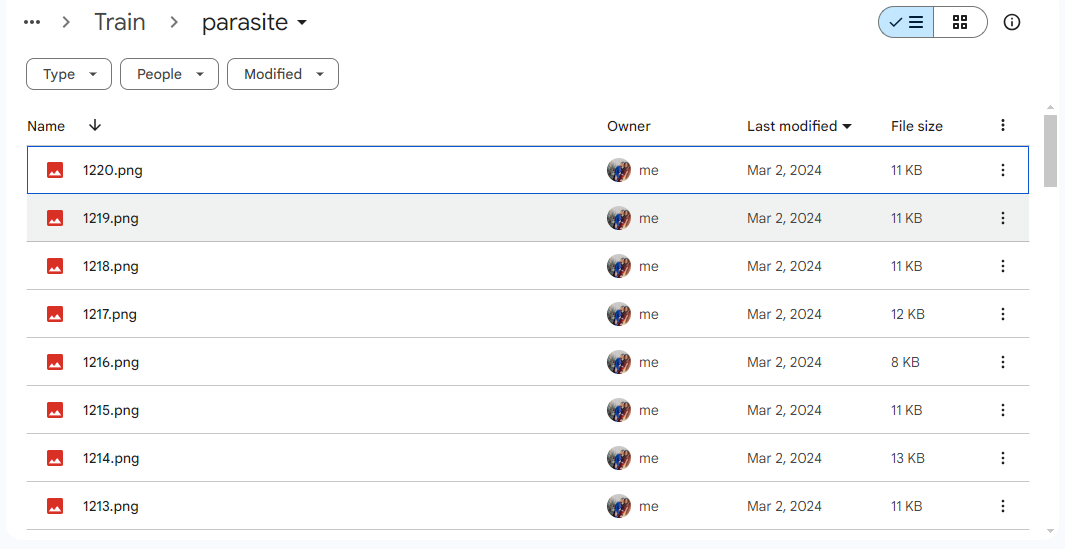 ... Train parasite
Type People Modified
Name Owner Last modified File size
1220.png me Mar 2, 2024 11 KB
1219.png me Mar 2, 2024 11 KB
1218.png me Mar 2, 2024 11 KB
1217.png me Mar 2, 2024 12 KB
1216.png me Mar 2, 2024 8 KB
1215.png me Mar 2, 2024 11 KB
1214.png me Mar 2, 2024 13 KB
1213.png me Mar 2, 2024 11 KB